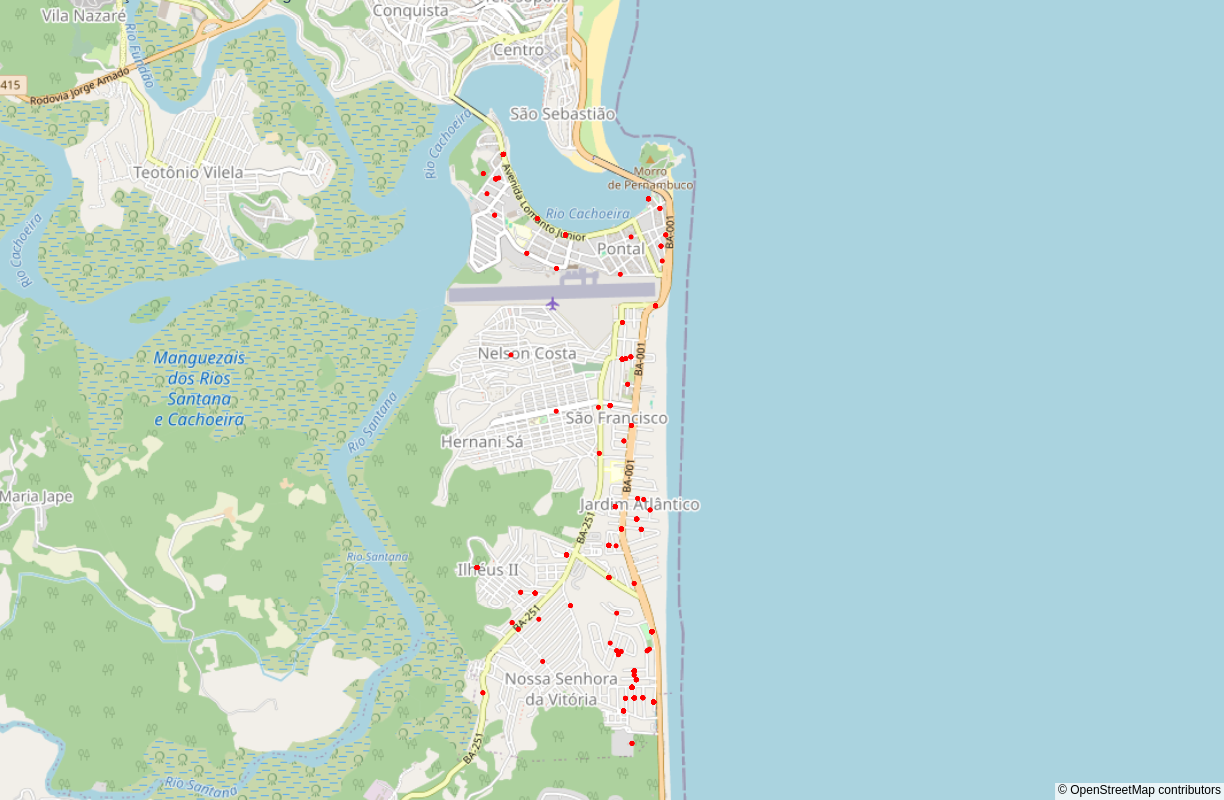 Conquista
Vila Nazaré
Centro
Rio Fundão
415
Rodovia Jorge Amado
São Sebastião
Rio Cachoeira
Teotônio Vilela
Morro
de Pernambuco
Avenida Lomanto Júnior
Rio Cachoeira
BA-001
Pontal
Rio Cachoeira
Nelson Costa
BA-001
Manguezais
dos Rios
Santana
e Cachoeira
Rio Santana
São Francisco
Hernani Sá
BA-001
Maria Jape
Jardim Atlântico
BA-251
Rio Santana
Ilhéus II
BA-251
Nossa Senhora
da Vitória
BA-251
Rio Santana
© OpenStreetMap contributors